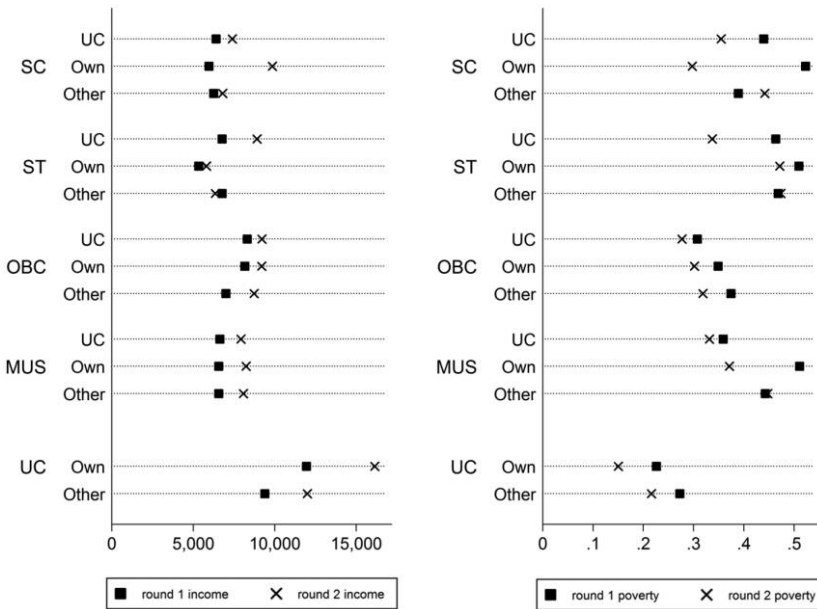 UC UC
SC Own SC Own
Other Other
UC UC
ST Own ST Own
Other Other
UC UC
OBC Own OBC Own
Other Other
UC UC
MUS Own MUS Own
Other Other
UC Own UC Own
Other Other
0 5,000 10,000 15,000 0 .1 .2 .3 .4 .5
round 1 income round 2 income round 1 poverty round 2 poverty